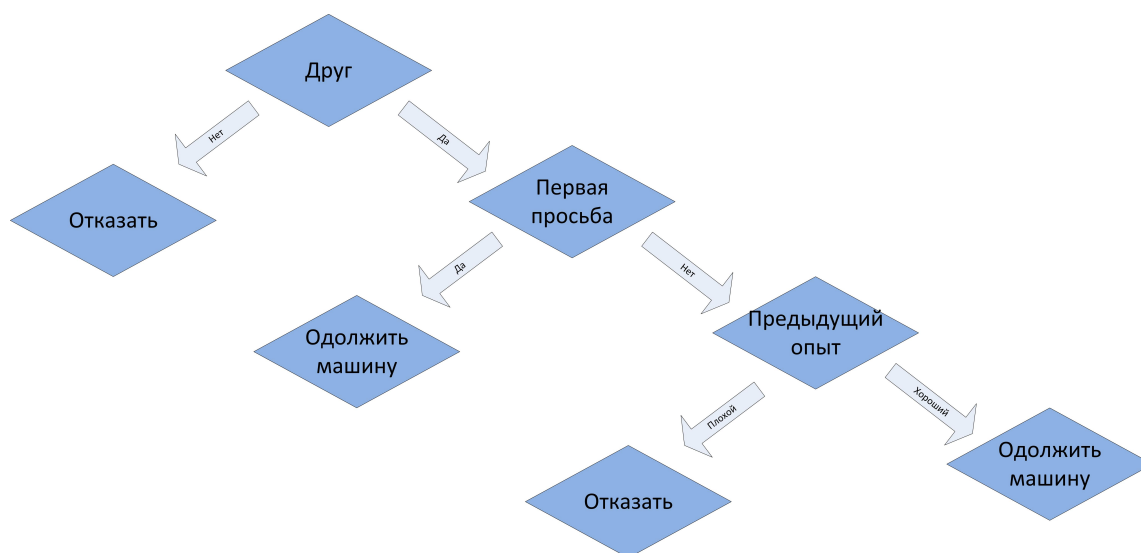 Друг
Нет
Да
Отказать
Первая
просьба
Да
Нет
Одолжить
машину
Предыдущий
опыт
Плохой
Хороший
Отказать
Одолжить
машину